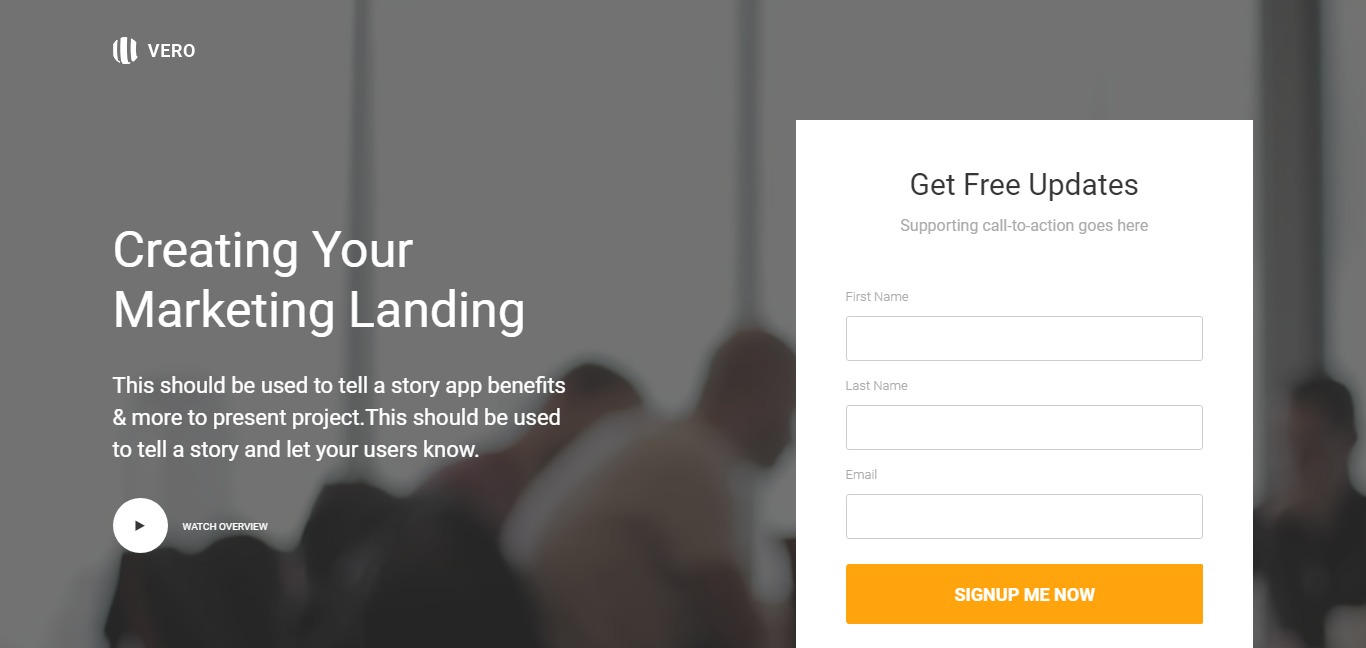 VERO
Creating Your
Marketing Landing
This should be used to tell a story app benefits
& more to present project.This should be used
to tell a story and let your users know.
WATCH OVERVIEW
Get Free Updates
Supporting call-to-action goes here
First Name
Last Name
Email
SIGNUP ME NOW